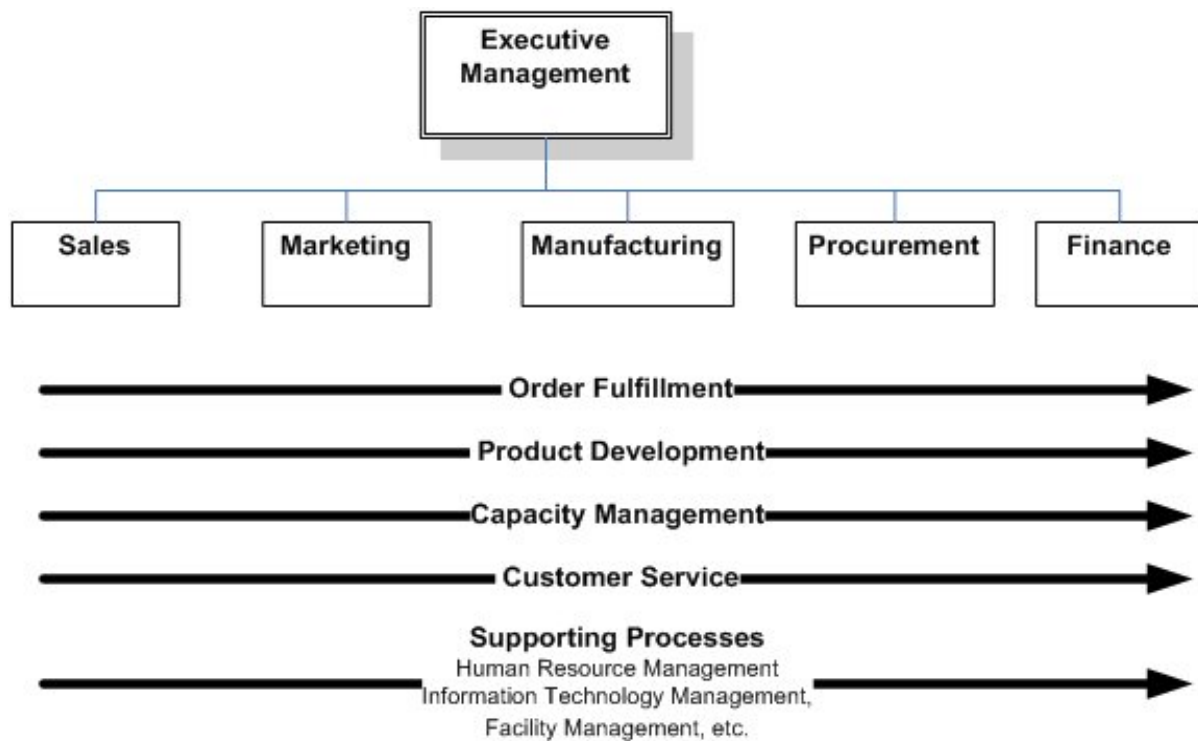 Executive
Management
Sales
Marketing
Manufacturing
Procurement
Finance
Order Fulfillment
Product Development
Capacity Management
Customer Service
Supporting Processes
Human Resource Management
Information Technology Management,
Facility Management, etc.